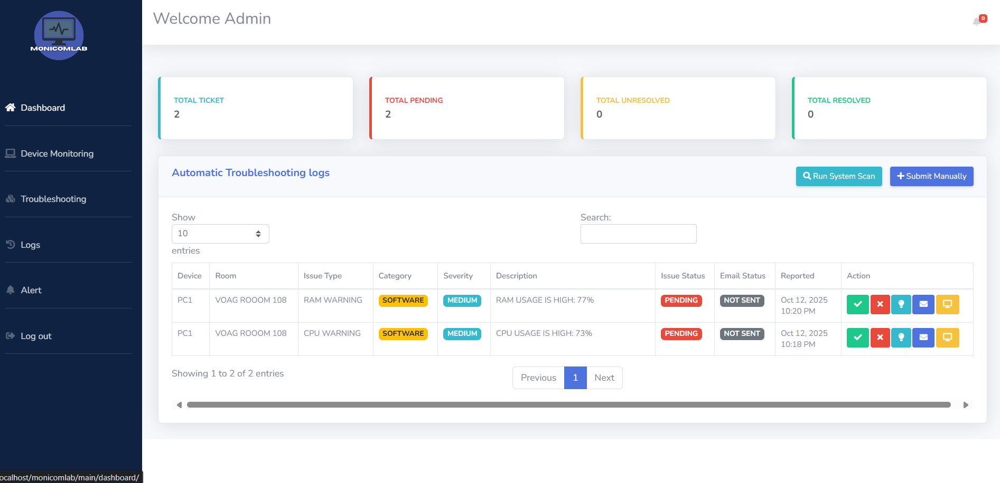 MONICOMLAB
Welcome Admin
0
Dashboard
Device Monitoring
Troubleshooting
Logs
Alert
Log out
TOTAL TICKET
2
TOTAL PENDING
2
TOTAL UNRESOLVED
0
TOTAL RESOLVED
0
Automatic Troubleshooting logs
Run System Scan
Submit Manually
Show
10
entries
Search:
Device Room Issue Type Category Severity Description Issue Status Email Status Reported Action
PC1 VOAG ROOOM 108 RAM WARNING SOFTWARE MEDIUM RAM USAGE IS HIGH: 77% PENDING NOT SENT Oct 12, 2025
10:20 PM
PC1 VOAG ROOOM 108 CPU WARNING SOFTWARE MEDIUM CPU USAGE IS HIGH: 73% PENDING NOT SENT Oct 12, 2025
10:18 PM
Showing 1 to 2 of 2 entries
Previous 1 Next
ocalhost/monicomlab/main/dashboard/